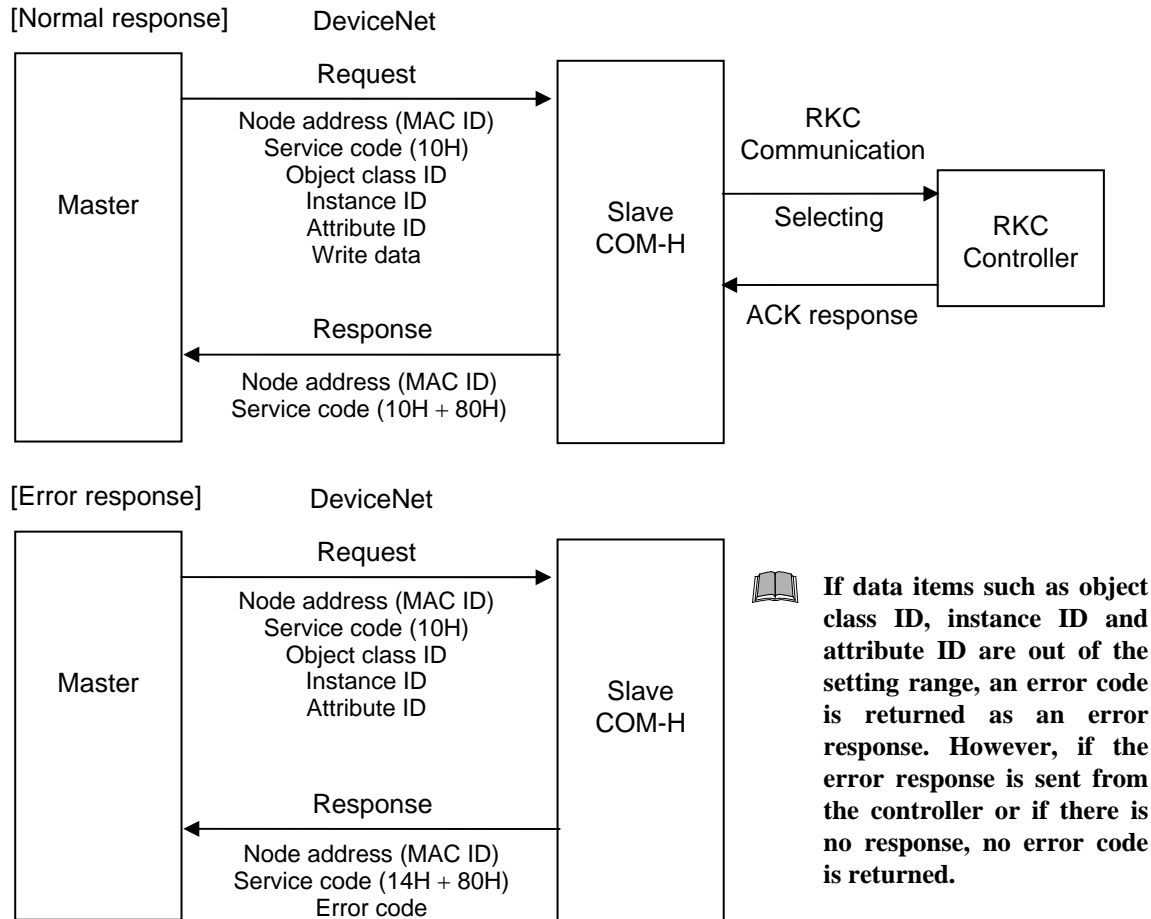 [Normal response]
DeviceNet
Request
Node address (MAC ID)
Service code (10H)
Object class ID
Instance ID
Attribute ID
Write data
Master
Slave
COM-H
RKC
Communication
Selecting
RKC
Controller
ACK response
Response
Node address (MAC ID)
Service code (10H + 80H)
[Error response]
DeviceNet
Request
Node address (MAC ID)
Service code (10H)
Object class ID
Instance ID
Attribute ID
Master
Slave
COM-H
Response
Node address (MAC ID)
Service code (14H + 80H)
Error code
If data items such as object
class ID, instance ID and
attribute ID are out of the
setting range, an error code
is returned as an error
response. However, if the
error response is sent from
the controller or if there is
no response, no error code
is returned.